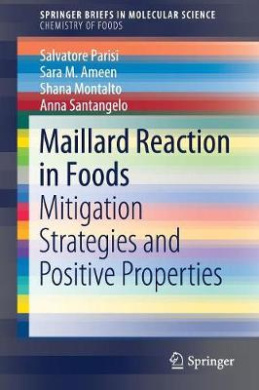 SPRINGER BRIEFS IN MOLECULAR SCIENCE
CHEMISTRY OF FOODS
Salvatore Parisi
Sara M. Ameen
Shana Montalto
Anna Santangelo
Maillard Reaction
in Foods
Mitigation
Strategies and
Positive Properties
Springer